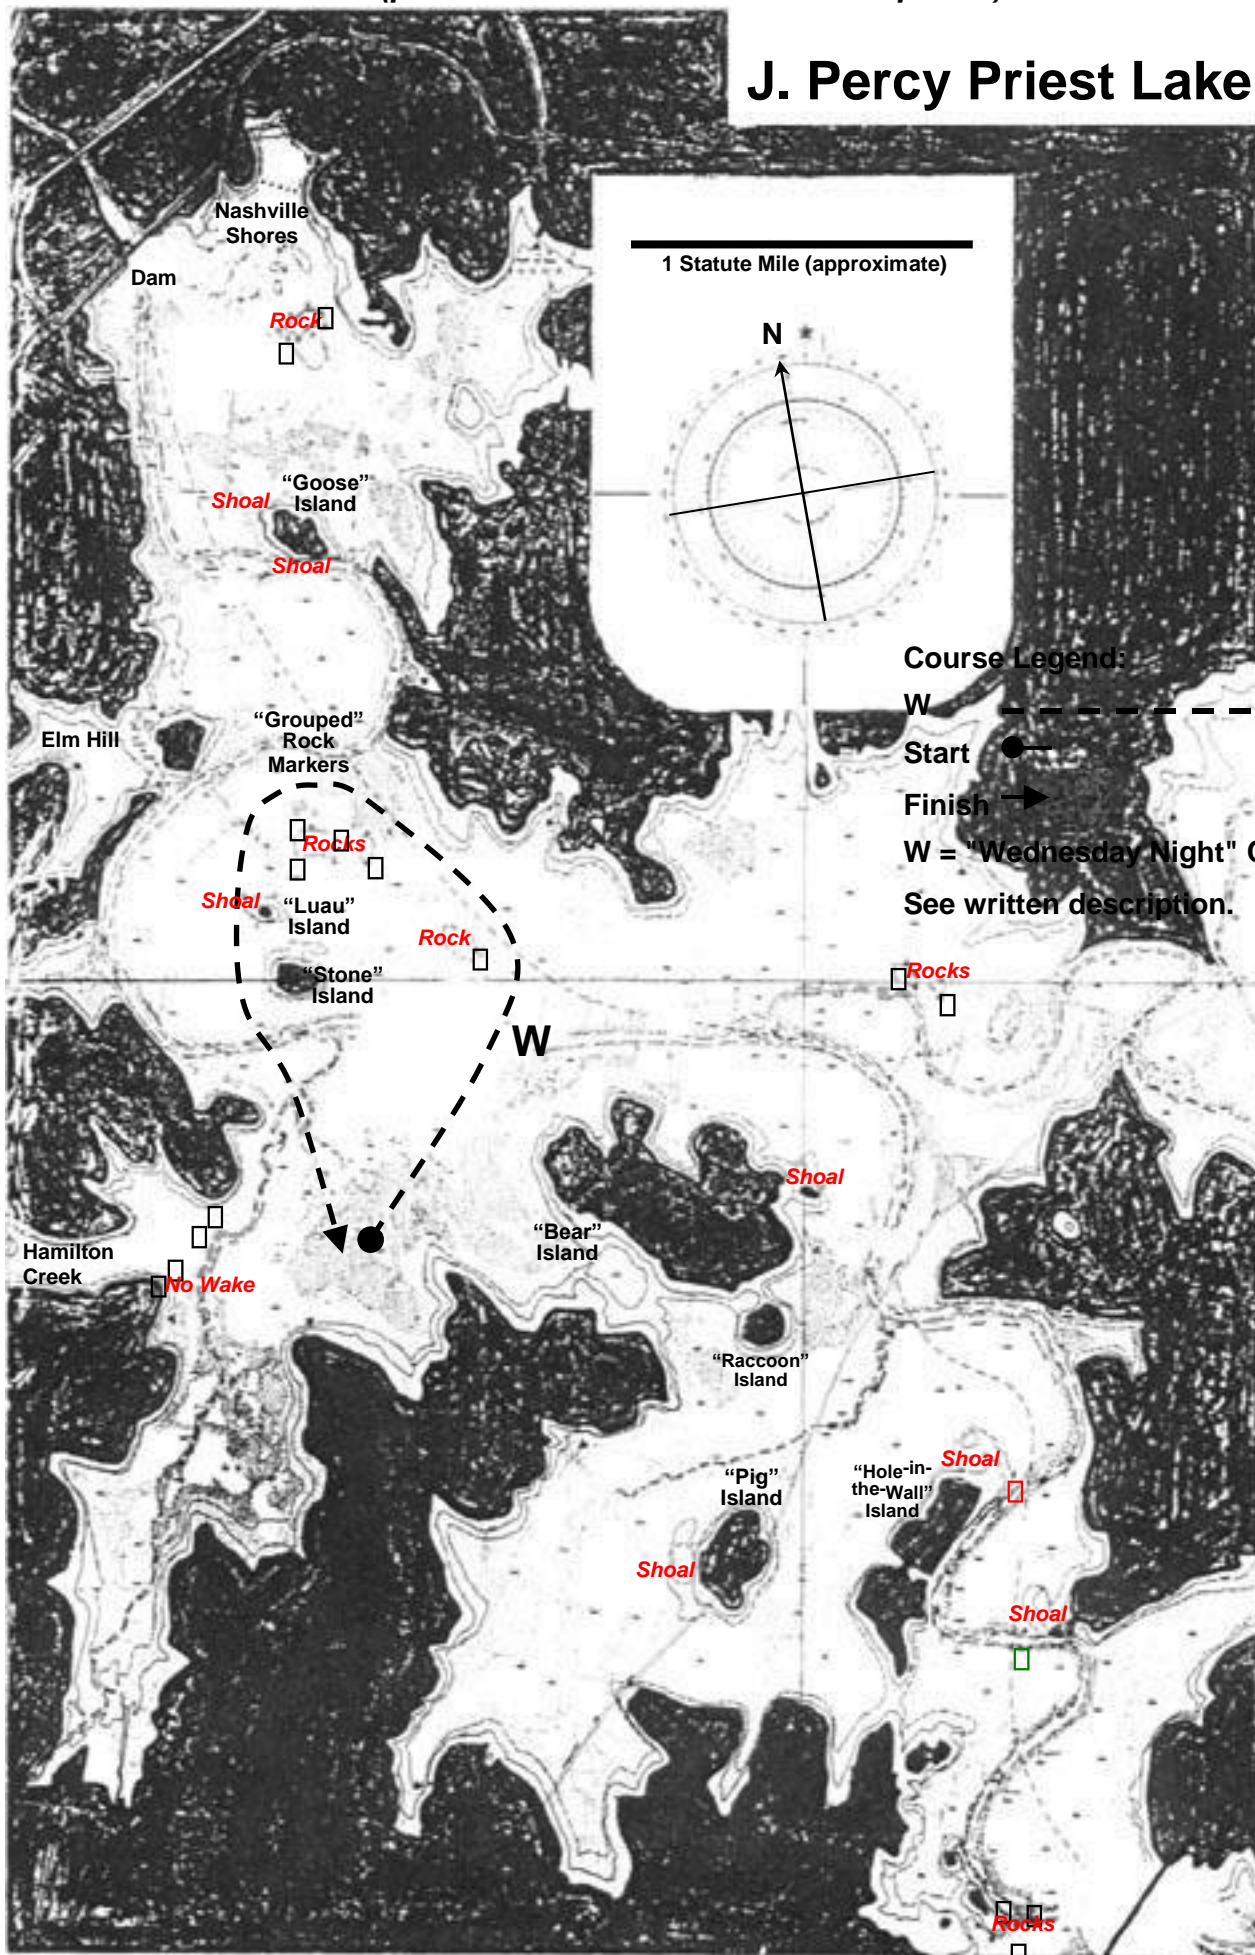 J. Percy Priest Lake
Nashville
Shores
Dam
1 Statute Mile (approximate)
Rock
N
“Goose”
Island
Shoal
Shoal
Course Legend:
W
Start
Finish
W = "Wednesday Night"
See written description.
Elm Hill
“Grouped”
Rock
Markers
Rocks
Shoal
“Luau”
Island
Rock
“Stone”
Island
Rocks
W
Shoal
“Bear”
Island
Hamilton
Creek
No Wake
“Raccoon”
Island
Shoal
“Pig”
Island
“Hole-in-
the-Wall”
Island
Shoal
Shoal
Rocks